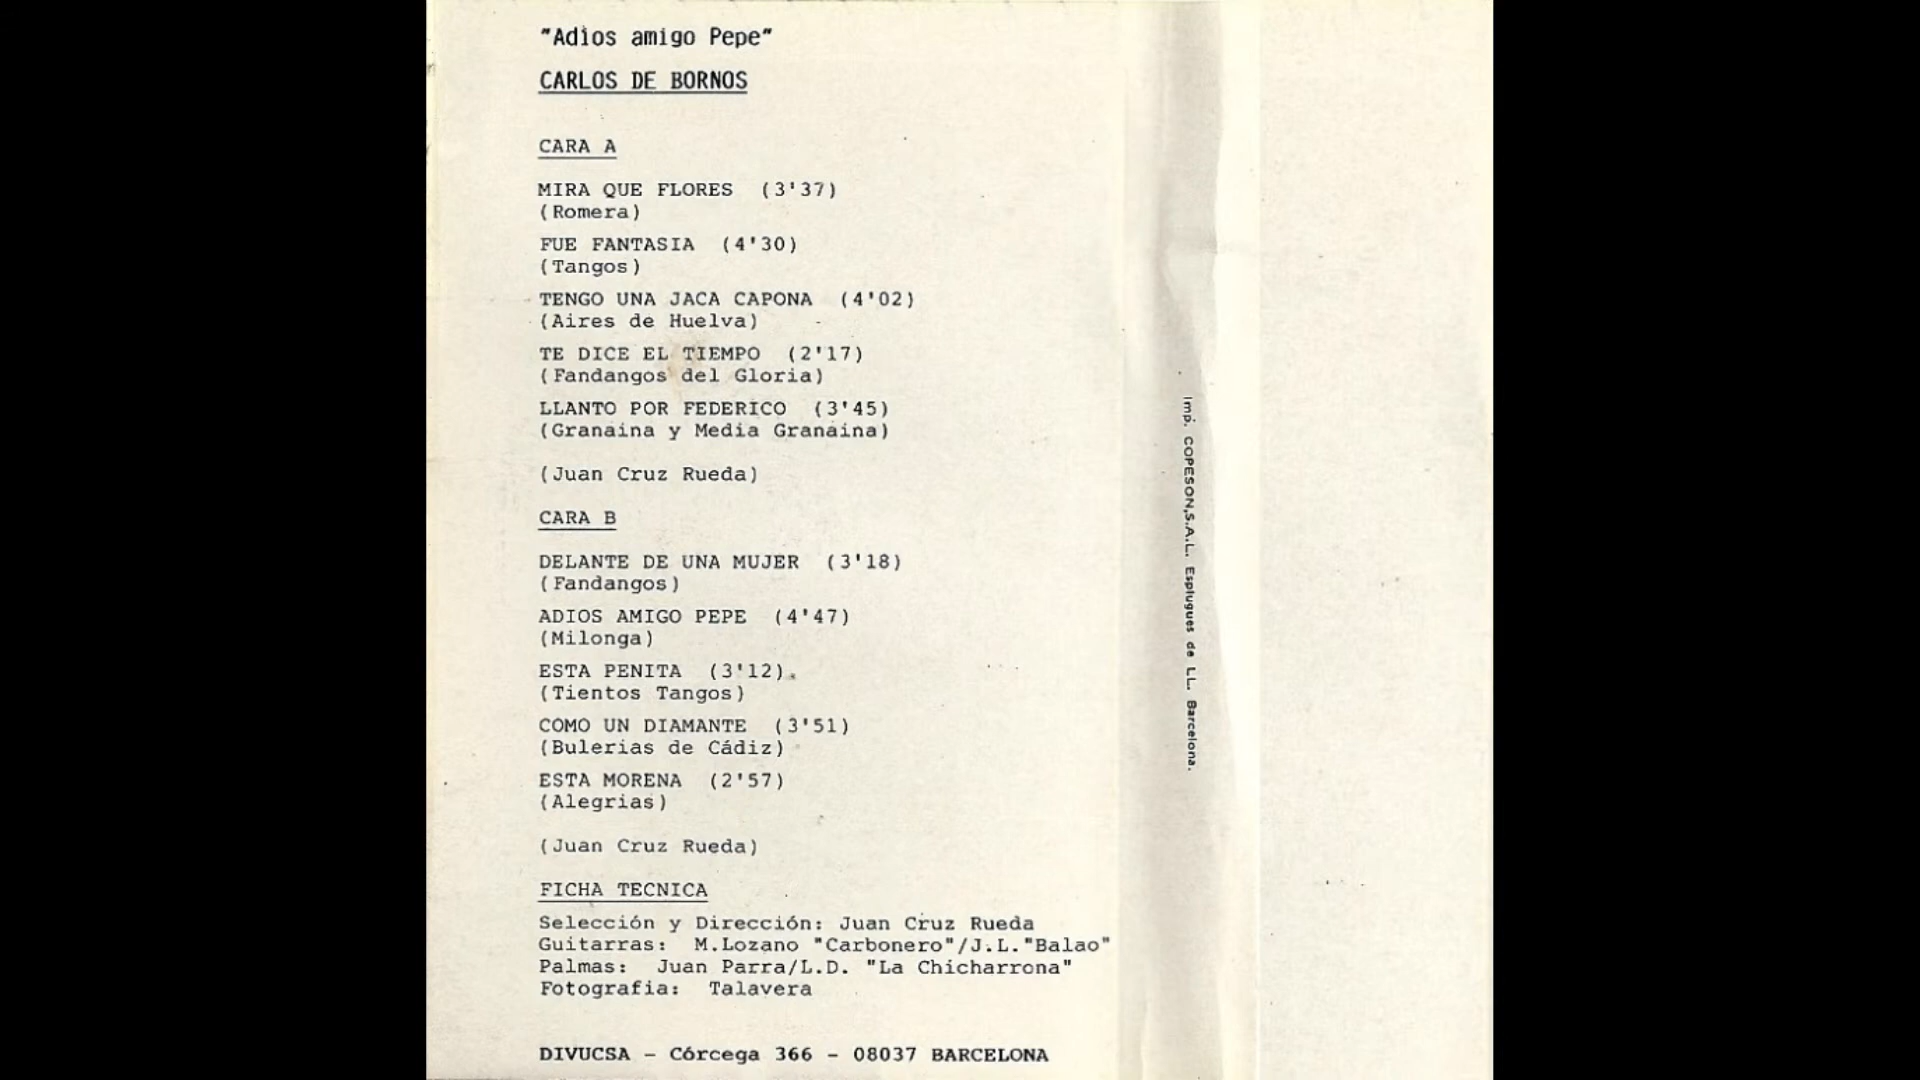 "Adios amigo Pepe"
CARLOS DE BORNOS
CARA A
MIRA QUE FLORES (3'37)
(Romera)
FUE FANTASIA (4'30)
(Tangos)
TENGO UNA JACA CAPONA (4'02)
(Aires de Huelva)
TE DICE EL TIEMPO (2'17)
(Fandangos del Gloria)
LLANTO POR FEDERICO (3'45)
(Granaina y Media Granaina)
(Juan Cruz Rueda)
CARA B
DELANTE DE UNA MUJER (3'18)
(Fandangos)
ADIOS AMIGO PEPE (4'47)
(Milonga)
ESTA PENITA (3'12).
(Tientos Tangos)
COMO UN DIAMANTE (3'51)
(Bulerias de Cádiz)
ESTA MORENA (2'57)
(Alegrias)
(Juan Cruz Rueda)
FICHA TECNICA
Selección y Dirección: Juan Cruz Rueda
Guitarras: M.Lozano "Carbonero"/J.L."Balao"
Palmas: Juan Parra/L.D. "La Chicharrona"
Fotografia: Talavera
DIVUCSA - Córcega 366 - 08037 BARCELONA
Imp. COPESON,S.A.L. Esplugues de LL. Barcelona.